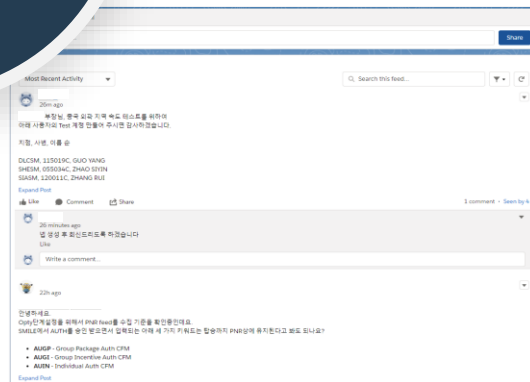 Share
Most Recent Activity
Search this feed...
26m ago
부장님, 중국 외곽 지역 속도 테스트를 위하여
아래 사용자의 Test 계정 만들어 주시면 감사하겠습니다.
지점, 사번, 이름 순
DLCSM, 115019C, GUO YANG
SHESM, 055034C, ZHAO SIYIN
SIASM, 120011C, ZHANG RUI
Expand Post
Like Comment Share
1 comment · Seen by
26 minutes ago
생성 후 회신드리도록 하겠습니다
Like
Write a comment...
22h ago
안녕하세요.
Opty단계설정을 위해서 PNR feed를 수집 기준을 확인중인데요.
SMILE에서 AUTH를 승인 받으면서 입력되는 아래 세 가지 키워드는 탑승까지 PNR상에 유지된다고 봐도 되나요?
• AUGP - Group Package Auth CFM
• AUGI - Group Incentive Auth CFM
• AUIN - Individual Auth CFM
Expand Post